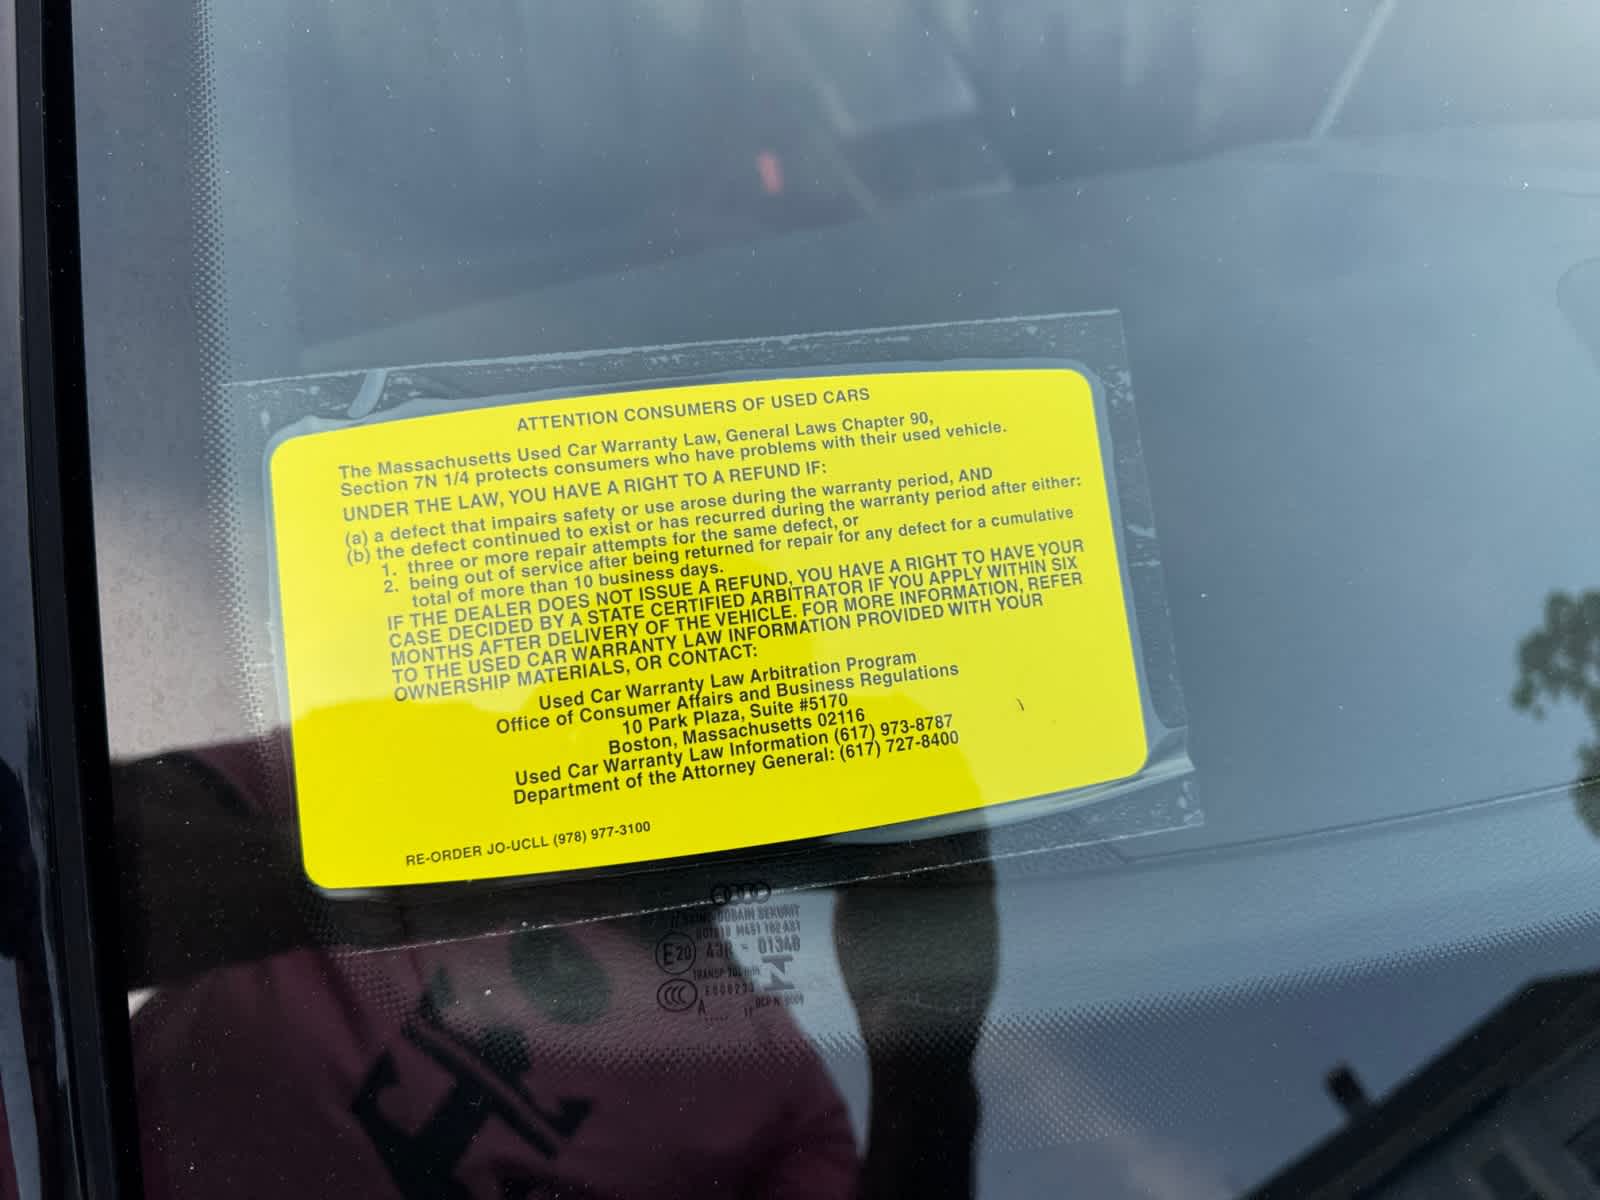 ATTENTION CONSUMERS OF USED CARS
The Massachusetts Used Car Warranty Law, General Laws Chapter 90,
Section 7N 1/4 protects consumers who have problems with their used vehicle.
UNDER THE LAW, YOU HAVE A RIGHT TO A REFUND IF:
(a) a defect that impairs safety or use arose during the warranty period, AND
(b) the defect continued to exist or has recurred during the warranty period after either:
1. three or more repair attempts for the same defect, or
2. being out of service after being returned for repair for any defect for a cumulative
total of more than 10 business days.
IF THE DEALER DOES NOT ISSUE A REFUND, YOU HAVE A RIGHT TO HAVE YOUR
CASE DECIDED BY A STATE CERTIFIED ARBITRATOR IF YOU APPLY WITHIN SIX
MONTHS AFTER DELIVERY OF THE VEHICLE. FOR MORE INFORMATION, REFER
TO THE USED CAR WARRANTY LAW INFORMATION PROVIDED WITH YOUR
OWNERSHIP MATERIALS, OR CONTACT:
Used Car Warranty Law Arbitration Program
Office of Consumer Affairs and Business Regulations
10 Park Plaza, Suite #5170
Boston, Massachusetts 02116
Used Car Warranty Law Information (617) 973-8787
Department of the Attorney General: (617) 727-8400
RE-ORDER JO-UCLL (978) 977-3100
SEKURIT
E20 43R
CCC
A